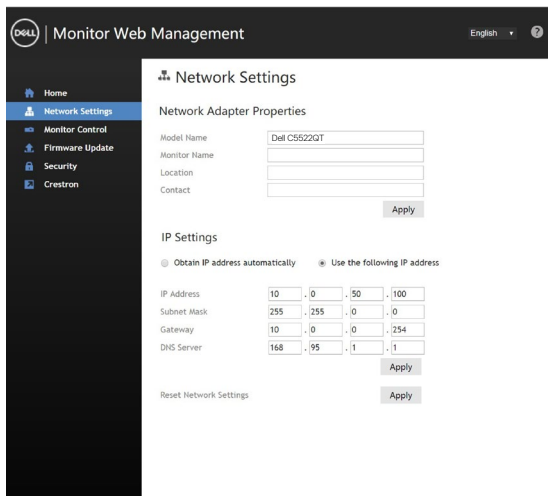 DELL | Monitor Web Management
English ▼ ?
Network Settings
Home
Network Settings
Monitor Control
Firmware Update
Security
Crestron
Network Adapter Properties
Model Name Dell C5522QT
Monitor Name
Location
Contact
Apply
IP Settings
Obtain IP address automatically Use the following IP address
IP Address 10 . 0 . 50 . 100
Subnet Mask 255 . 255 . 0 . 0
Gateway 10 . 0 . 0 . 254
DNS Server 168 . 95 . 1 . 1
Apply
Reset Network Settings Apply